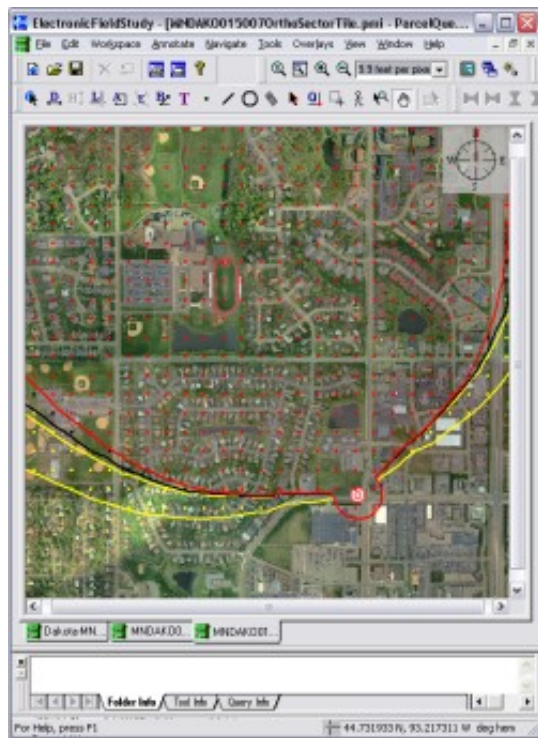 ElectronicFieldStudy - [MNDAK0015007OrthoSectorTile.pmi - ParcelQue...
File Edit Workspace Annotate Navigate Tools Overlays View Window Help
5.9 feet per pixe
T
W E
S
Dakota-MN... MNDAK00... MNDAK001...
Folder Info Tool Info Query Info
For Help, press F1 44.731933 N, 93.217311 W deg hem